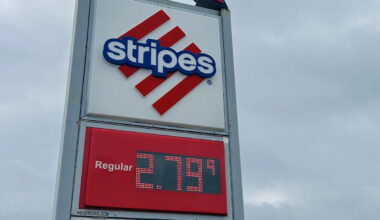 stripes®
Regular 2.79⁹